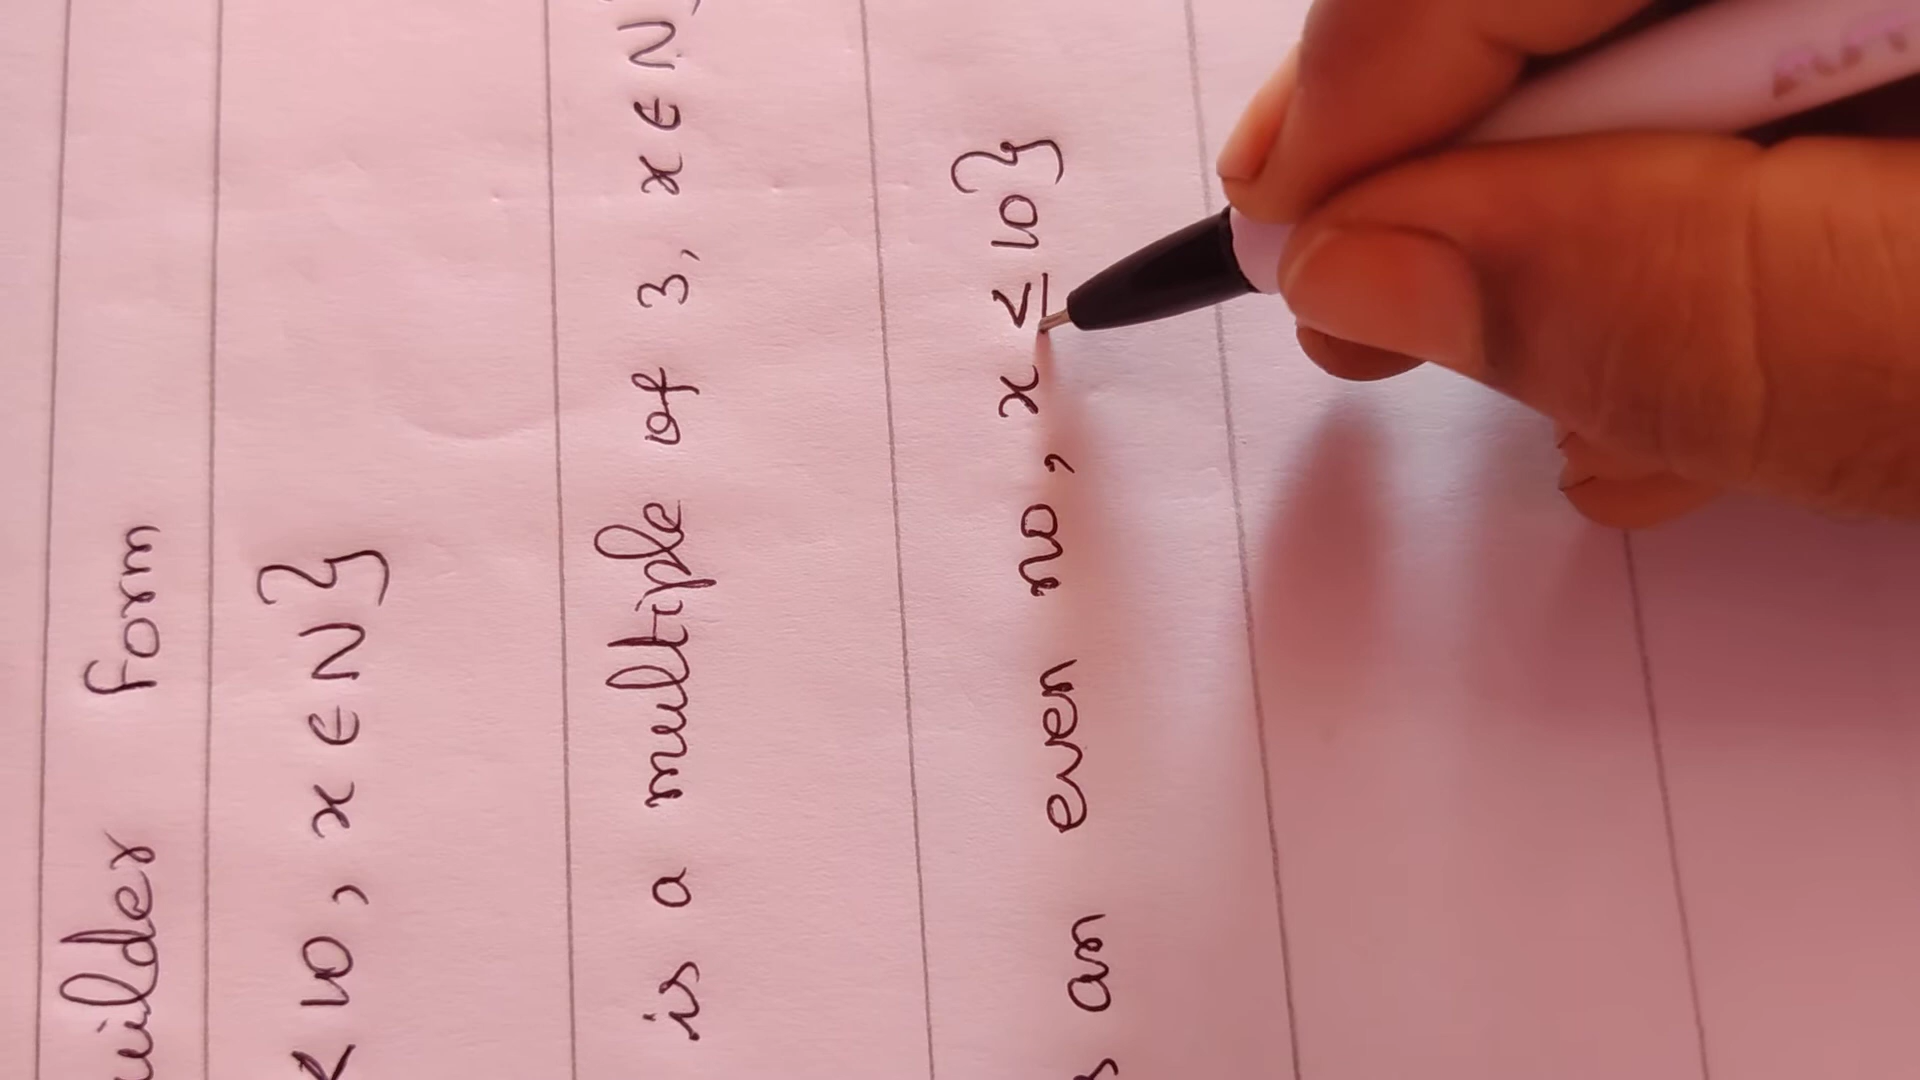 uilder form
< 10, x ∈ N}
is a multiple of 3, x ∈ N}
s an even no, x ≤ 10}